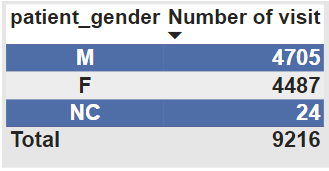 patient_gender Number of visit
M 4705
F 4487
NC 24
Total 9216